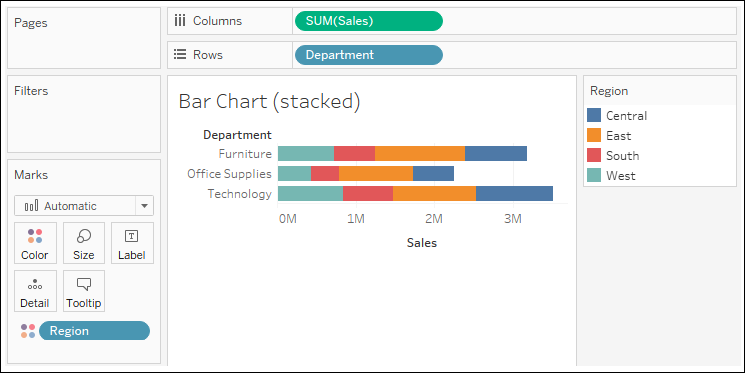 Pages
Columns SUM(Sales)
Rows Department
Filters
Marks
Automatic
Color Size Label
Detail Tooltip
Region
Bar Chart (stacked)
Department
Furniture
Office Supplies
Technology
0M 1M 2M 3M
Sales
Region
Central
East
South
West